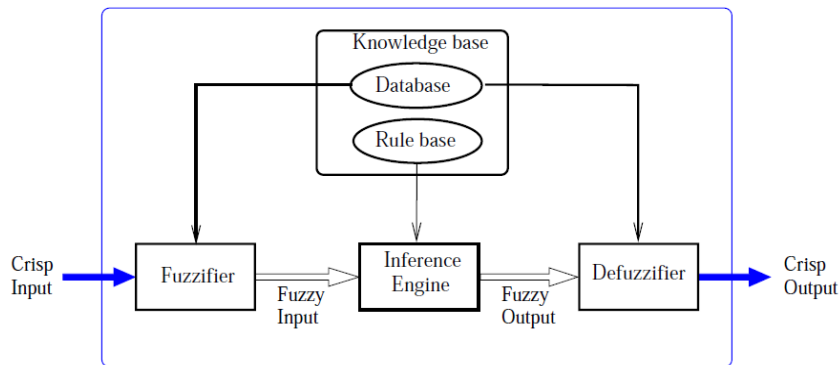 Knowledge base
Database
Rule base
Crisp
Input
Fuzzifier
Fuzzy
Input
Inference
Engine
Fuzzy
Output
Defuzzifier
Crisp
Output